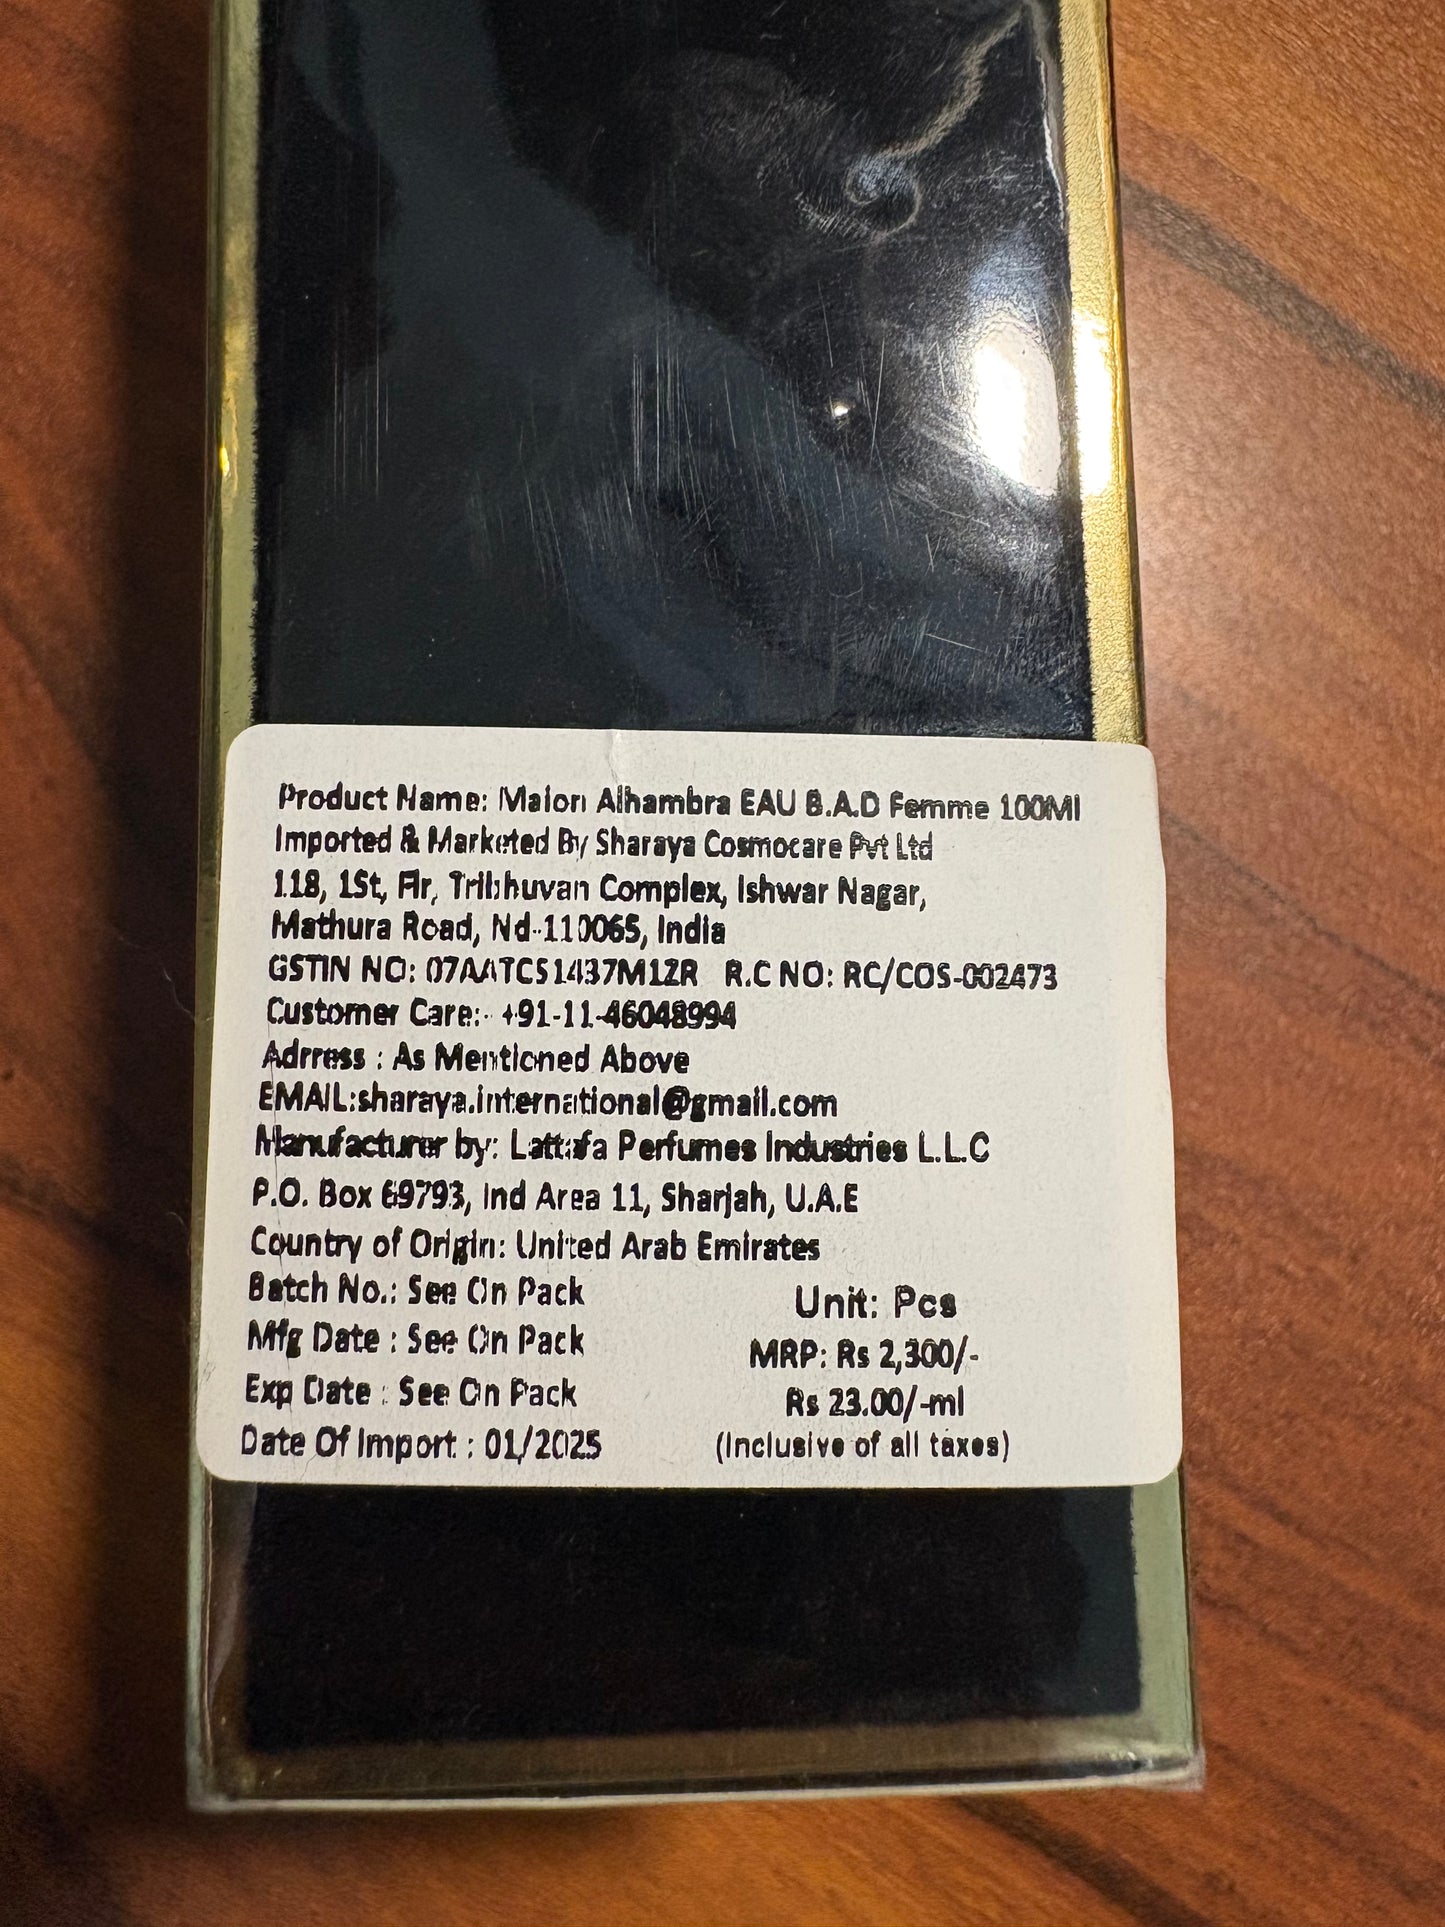 Product Name: Maison Alhambra EAU B.A.D Femme 100Ml
Imported & Marketed By Sharaya Cosmocare Pvt Ltd
118, 1St, Flr, Tribhuvan Complex, Ishwar Nagar,
Mathura Road, Nd-110065, India
GSTIN NO: 07AATCS1437M1ZR R.C NO: RC/COS-002473
Customer Care:- +91-11-46048994
Adrress : As Mentioned Above
EMAIL:sharaya.international@gmail.com
Manufacturer by: Lattafa Perfumes Industries L.L.C
P.O. Box 69793, Ind Area 11, Sharjah, U.A.E
Country of Origin: United Arab Emirates
Batch No.: See On Pack
Unit: Pcs
Mfg Date : See On Pack
MRP: Rs 2,300/-
Exp Date : See On Pack
Rs 23.00/-ml
Date Of Import : 01/2025
(Inclusive of all taxes)